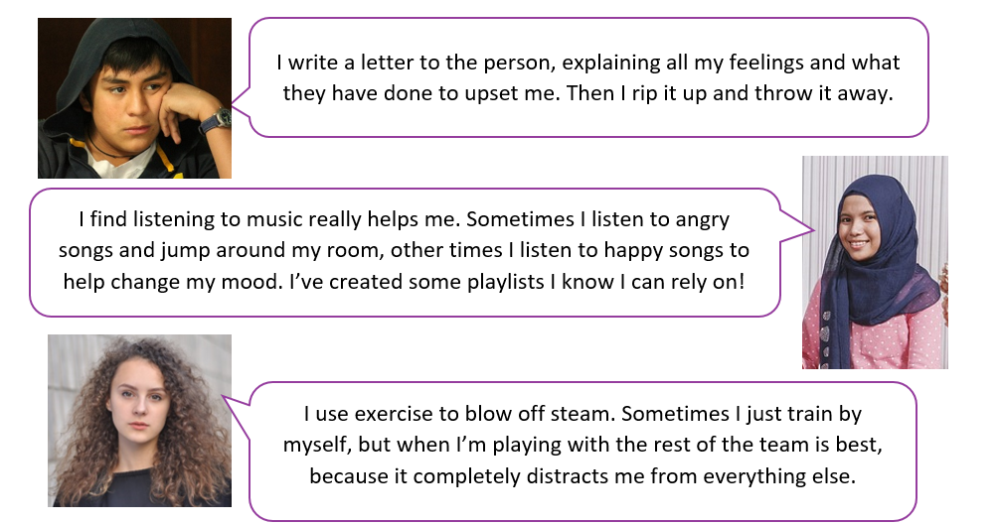 I write a letter to the person, explaining all my feelings and what
they have done to upset me. Then I rip it up and throw it away.
I find listening to music really helps me. Sometimes I listen to angry
songs and jump around my room, other times I listen to happy songs to
help change my mood. I’ve created some playlists I know I can rely on!
I use exercise to blow off steam. Sometimes I just train by
myself, but when I’m playing with the rest of the team is best,
because it completely distracts me from everything else.